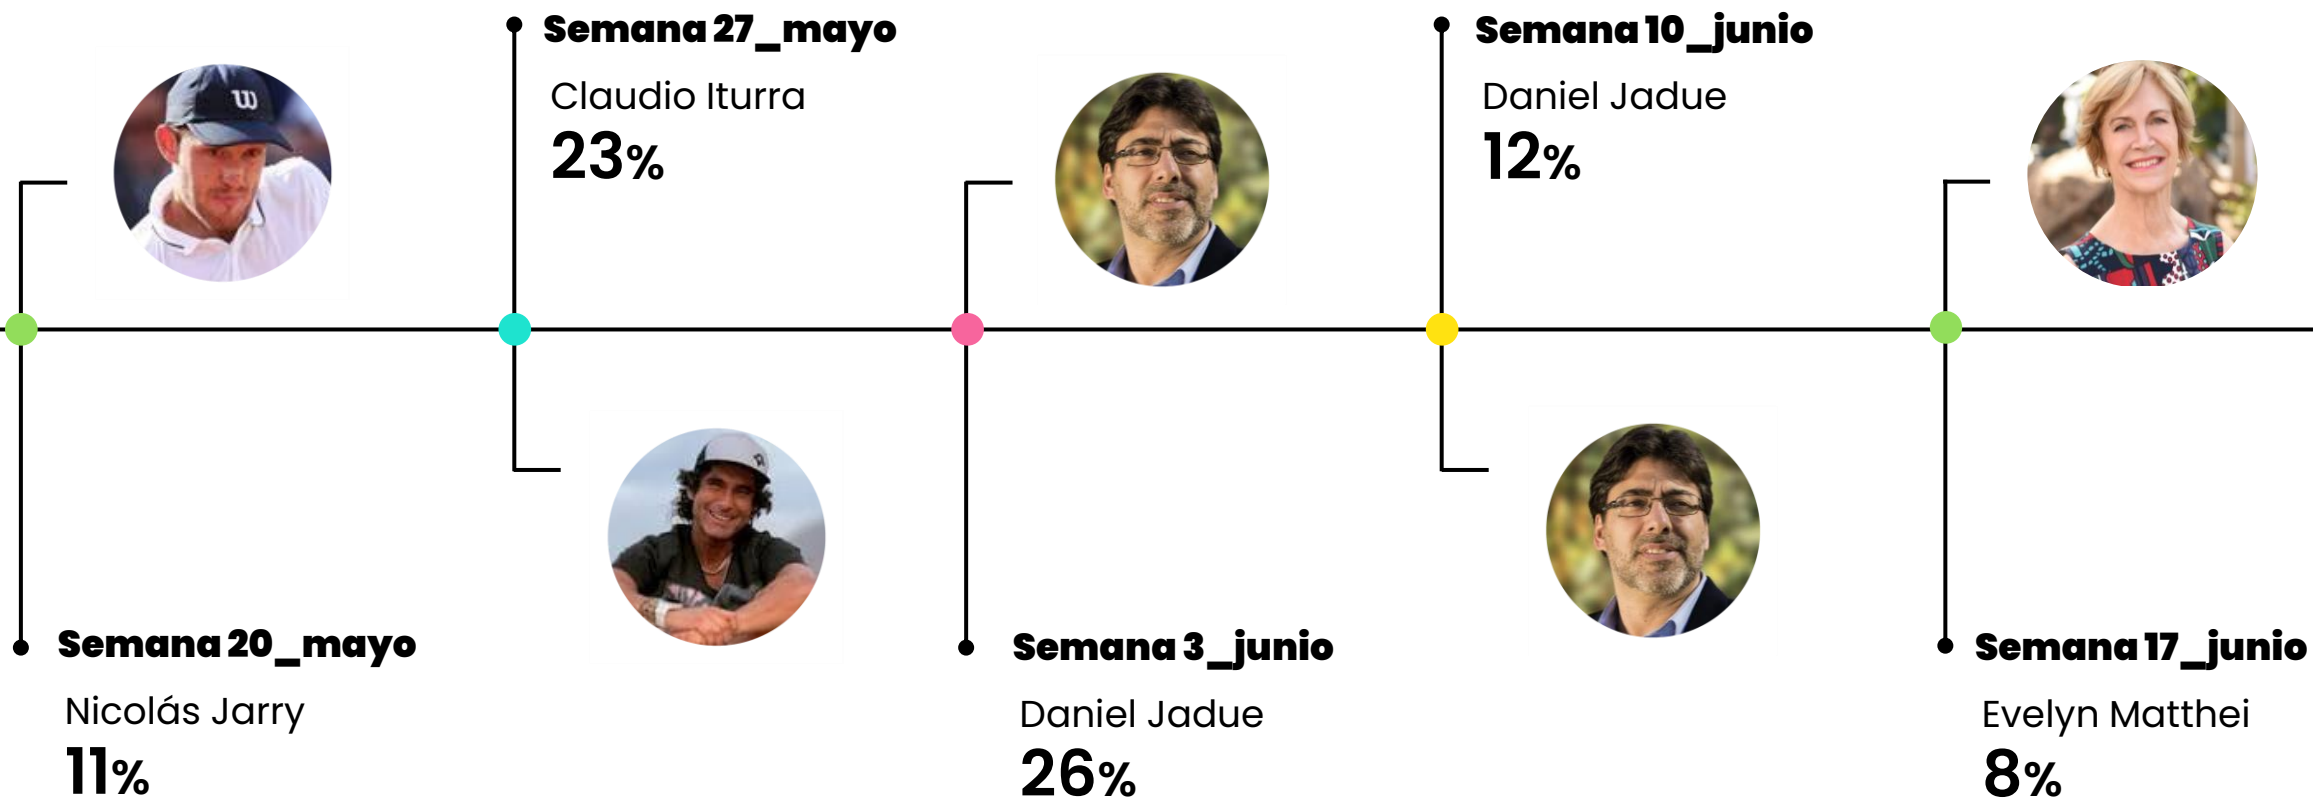 Semana 20_mayo
Nicolás Jarry
11%
Semana 27_mayo
Claudio Iturra
23%
Semana 3_junio
Daniel Jadue
26%
Semana 10_junio
Daniel Jadue
12%
Semana 17_junio
Evelyn Matthei
8%
W